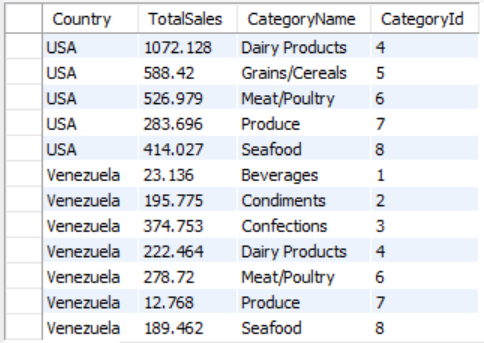 Country TotalSales CategoryName CategoryId
USA 1072.128 Dairy Products 4
USA 588.42 Grains/Cereals 5
USA 526.979 Meat/Poultry 6
USA 283.696 Produce 7
USA 414.027 Seafood 8
Venezuela 23.136 Beverages 1
Venezuela 195.775 Condiments 2
Venezuela 374.753 Confections 3
Venezuela 222.464 Dairy Products 4
Venezuela 278.72 Meat/Poultry 6
Venezuela 12.768 Produce 7
Venezuela 189.462 Seafood 8